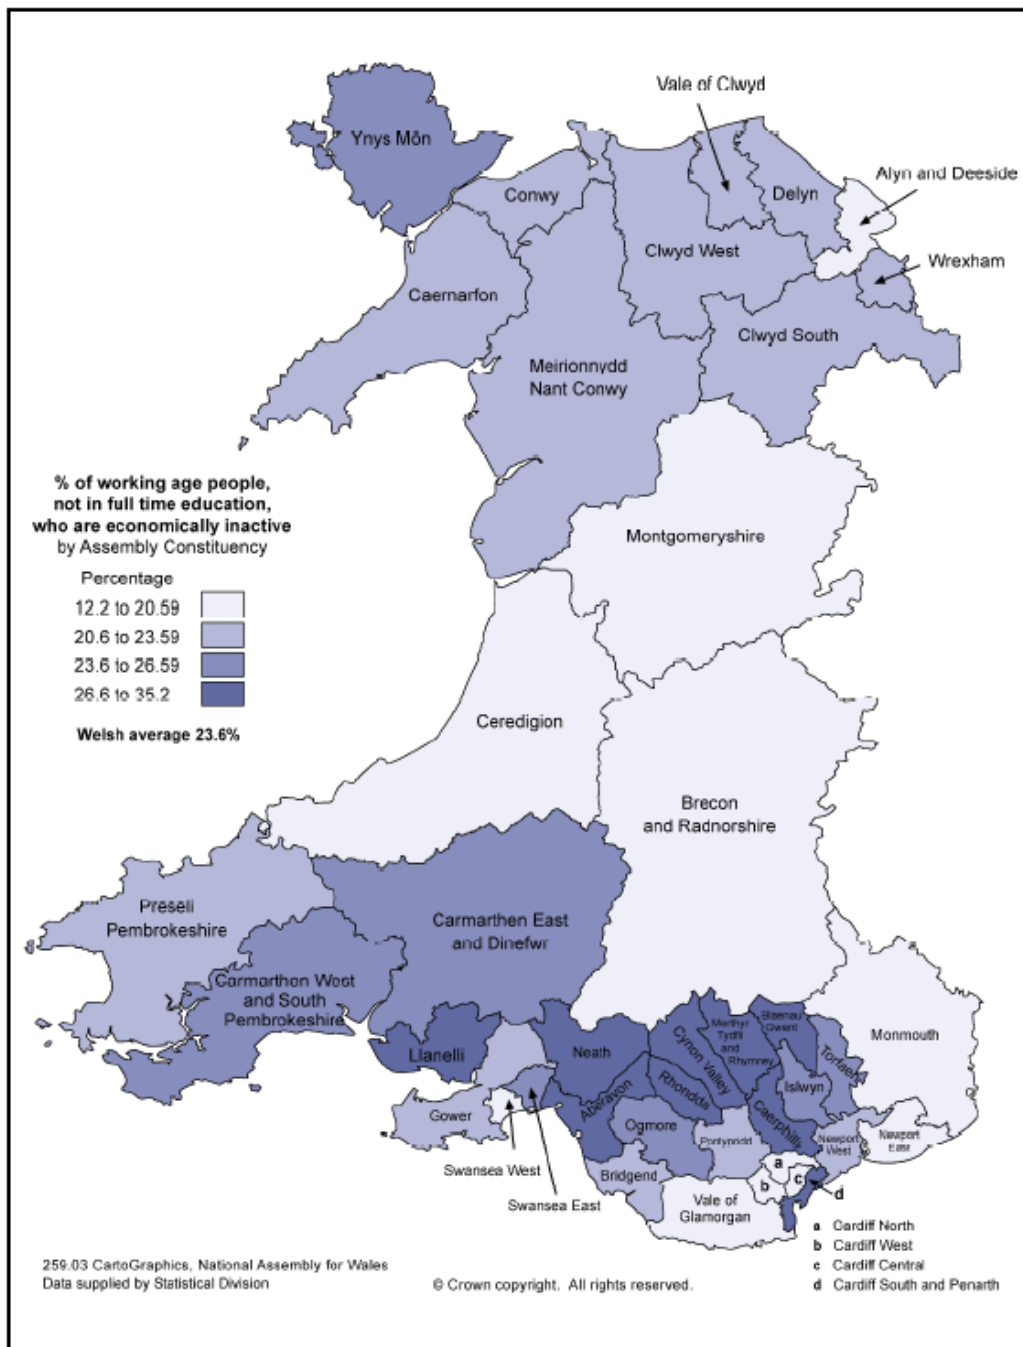 Vale of Clwyd
Ynys Môn
Alyn and Deeside
Conwy
Delyn
Clwyd West
Wrexham
Caernarfon
Clwyd South
Meirionnydd
Nant Conwy
% of working age people,
not in full time education,
who are economically inactive
by Assembly Constituency
Percentage
12.2 to 20.59
20.6 to 23.59
23.6 to 26.59
26.6 to 35.2
Welsh average 23.6%
Montgomeryshire
Ceredigion
Brecon
and Radnorshire
Preseli
Pembrokeshire
Carmarthen East
and Dinefwr
Carmarthen West
and South
Pembrokeshire
Llanelli
Neath
Cynon Valley
Merthyr
Tydfil
and
Rhymney
Blaenau
Gwent
Torfaen
Monmouth
Aberavon
Rhondda
Islwyn
Caerphilly
Gower
Ogmore
Pontypridd
Newport
West
Newport
East
Swansea West
Bridgend
a
b
c
d
Swansea East
Vale of
Glamorgan
a Cardiff North
b Cardiff West
c Cardiff Central
d Cardiff South and Penarth
259.03 CartoGraphics, National Assembly for Wales
Data supplied by Statistical Division
© Crown copyright. All rights reserved.